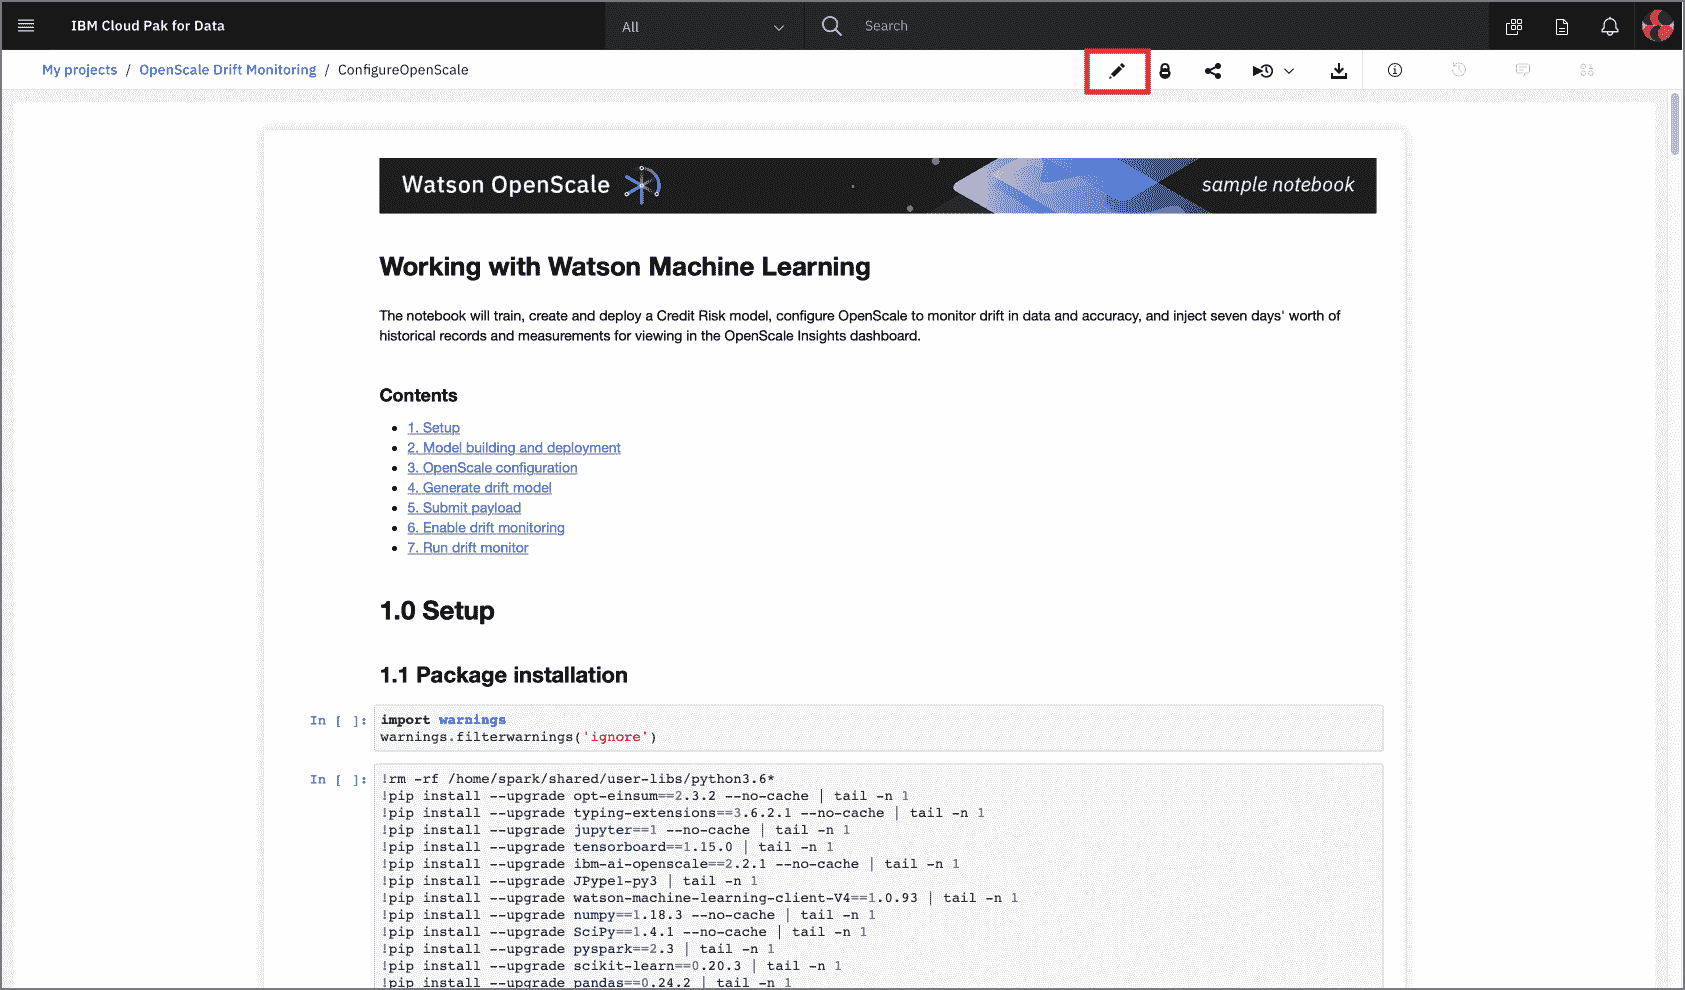 IBM Cloud Pak for Data
All
Search
My projects / OpenScale Drift Monitoring / ConfigureOpenScale
Watson OpenScale
sample notebook
Working with Watson Machine Learning
The notebook will train, create and deploy a Credit Risk model, configure OpenScale to monitor drift in data and accuracy, and inject seven days' worth of
historical records and measurements for viewing in the OpenScale Insights dashboard.
Contents
• 1. Setup
• 2. Model building and deployment
• 3. OpenScale configuration
• 4. Generate drift model
• 5. Submit payload
• 6. Enable drift monitoring
• 7. Run drift monitor
1.0 Setup
1.1 Package installation
In [ ]: import warnings
warnings.filterwarnings('ignore')
In [ ]: !rm -rf /home/spark/shared/user-libs/python3.6*
!pip install --upgrade opt-einsum==2.3.2 --no-cache | tail -n 1
!pip install --upgrade typing-extensions==3.6.2.1 --no-cache | tail -n 1
!pip install --upgrade jupyter==1 --no-cache | tail -n 1
!pip install --upgrade tensorboard==1.15.0 | tail -n 1
!pip install --upgrade ibm-ai-openscale==2.2.1 --no-cache | tail -n 1
!pip install --upgrade JPype1-py3 | tail -n 1
!pip install --upgrade watson-machine-learning-client-V4==1.0.93 | tail -n 1
!pip install --upgrade numpy==1.18.3 --no-cache | tail -n 1
!pip install --upgrade SciPy==1.4.1 --no-cache | tail -n 1
!pip install --upgrade pyspark==2.3 | tail -n 1
!pip install --upgrade scikit-learn==0.20.3 | tail -n 1
!pip install --upgrade pandas==0.24.2 | tail -n 1